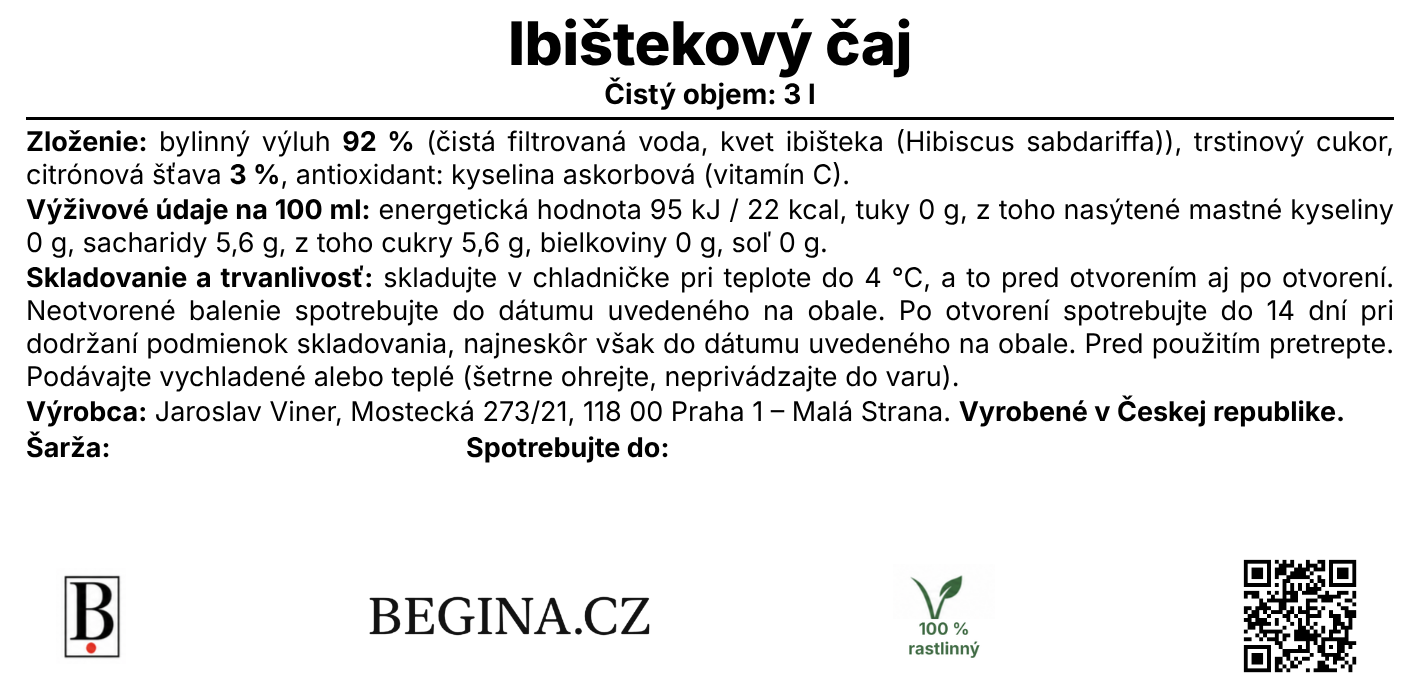 Ibištekový čaj
Čistý objem: 3 l
Zloženie: bylinný výluh 92 % (čistá filtrovaná voda, kvet ibišteka (Hibiscus sabdariffa)), trstinový cukor,
citrónová šťava 3 %, antioxidant: kyselina askorbová (vitamín C).
Výživové údaje na 100 ml: energetická hodnota 95 kJ / 22 kcal, tuky 0 g, z toho nasýtené mastné kyseliny
0 g, sacharidy 5,6 g, z toho cukry 5,6 g, bielkoviny 0 g, soľ 0 g.
Skladovanie a trvanlivosť: skladujte v chladničke pri teplote do 4 °C, a to pred otvorením aj po otvorení.
Neotvorené balenie spotrebujte do dátumu uvedeného na obale. Po otvorení spotrebujte do 14 dní pri
dodržaní podmienok skladovania, najneskôr však do dátumu uvedeného na obale. Pred použitím pretrepte.
Podávajte vychladené alebo teplé (šetrne ohrejte, neprivádzajte do varu).
Výrobca: Jaroslav Viner, Mostecká 273/21, 118 00 Praha 1 – Malá Strana. Vyrobené v Českej republike.
Šarža: Spotrebujte do:
B
BEGINA.CZ
100 %
rastlinný